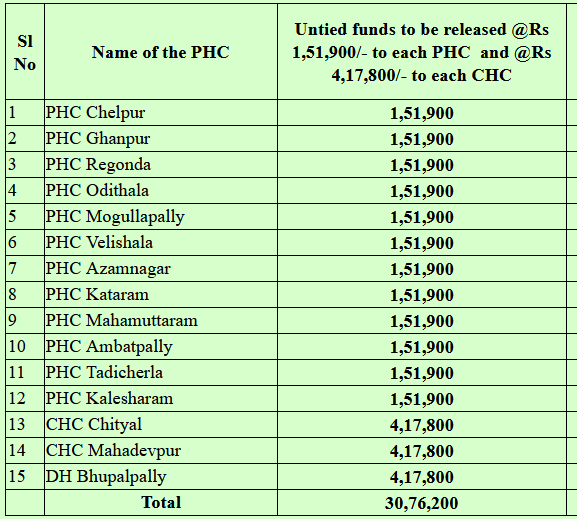 Sl No
Name of the PHC
Untied funds to be released @Rs
1,51,900/- to each PHC and @Rs
4,17,800/- to each CHC
1 PHC Chelpur 1,51,900
2 PHC Ghanpur 1,51,900
3 PHC Regonda 1,51,900
4 PHC Odithala 1,51,900
5 PHC Mogullapally 1,51,900
6 PHC Velishala 1,51,900
7 PHC Azamnagar 1,51,900
8 PHC Kataram 1,51,900
9 PHC Mahamuttaram 1,51,900
10 PHC Ambatpally 1,51,900
11 PHC Tadicherla 1,51,900
12 PHC Kalesharam 1,51,900
13 CHC Chityal 4,17,800
14 CHC Mahadevpur 4,17,800
15 DH Bhupalpally 4,17,800
Total 30,76,200